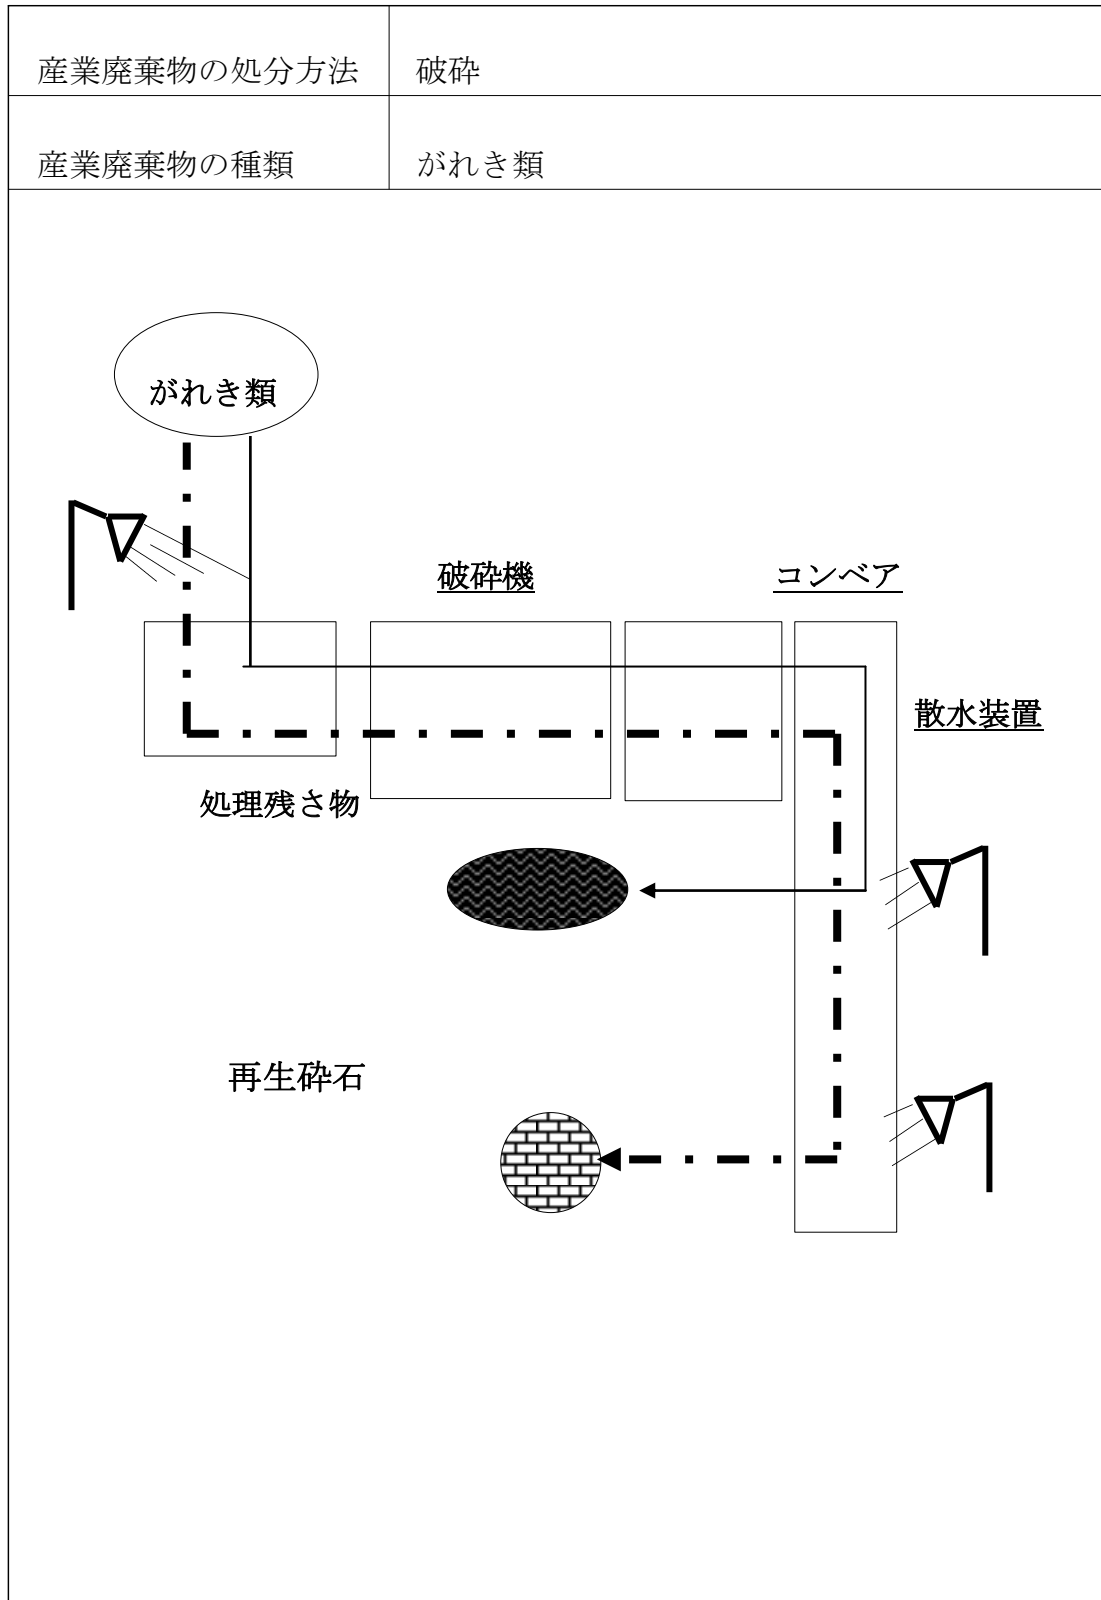 産業廃棄物の処分方法 破砕
産業廃棄物の種類 がれき類
がれき類
破砕機 コンベア
散水装置
処理残さ物
再生砕石